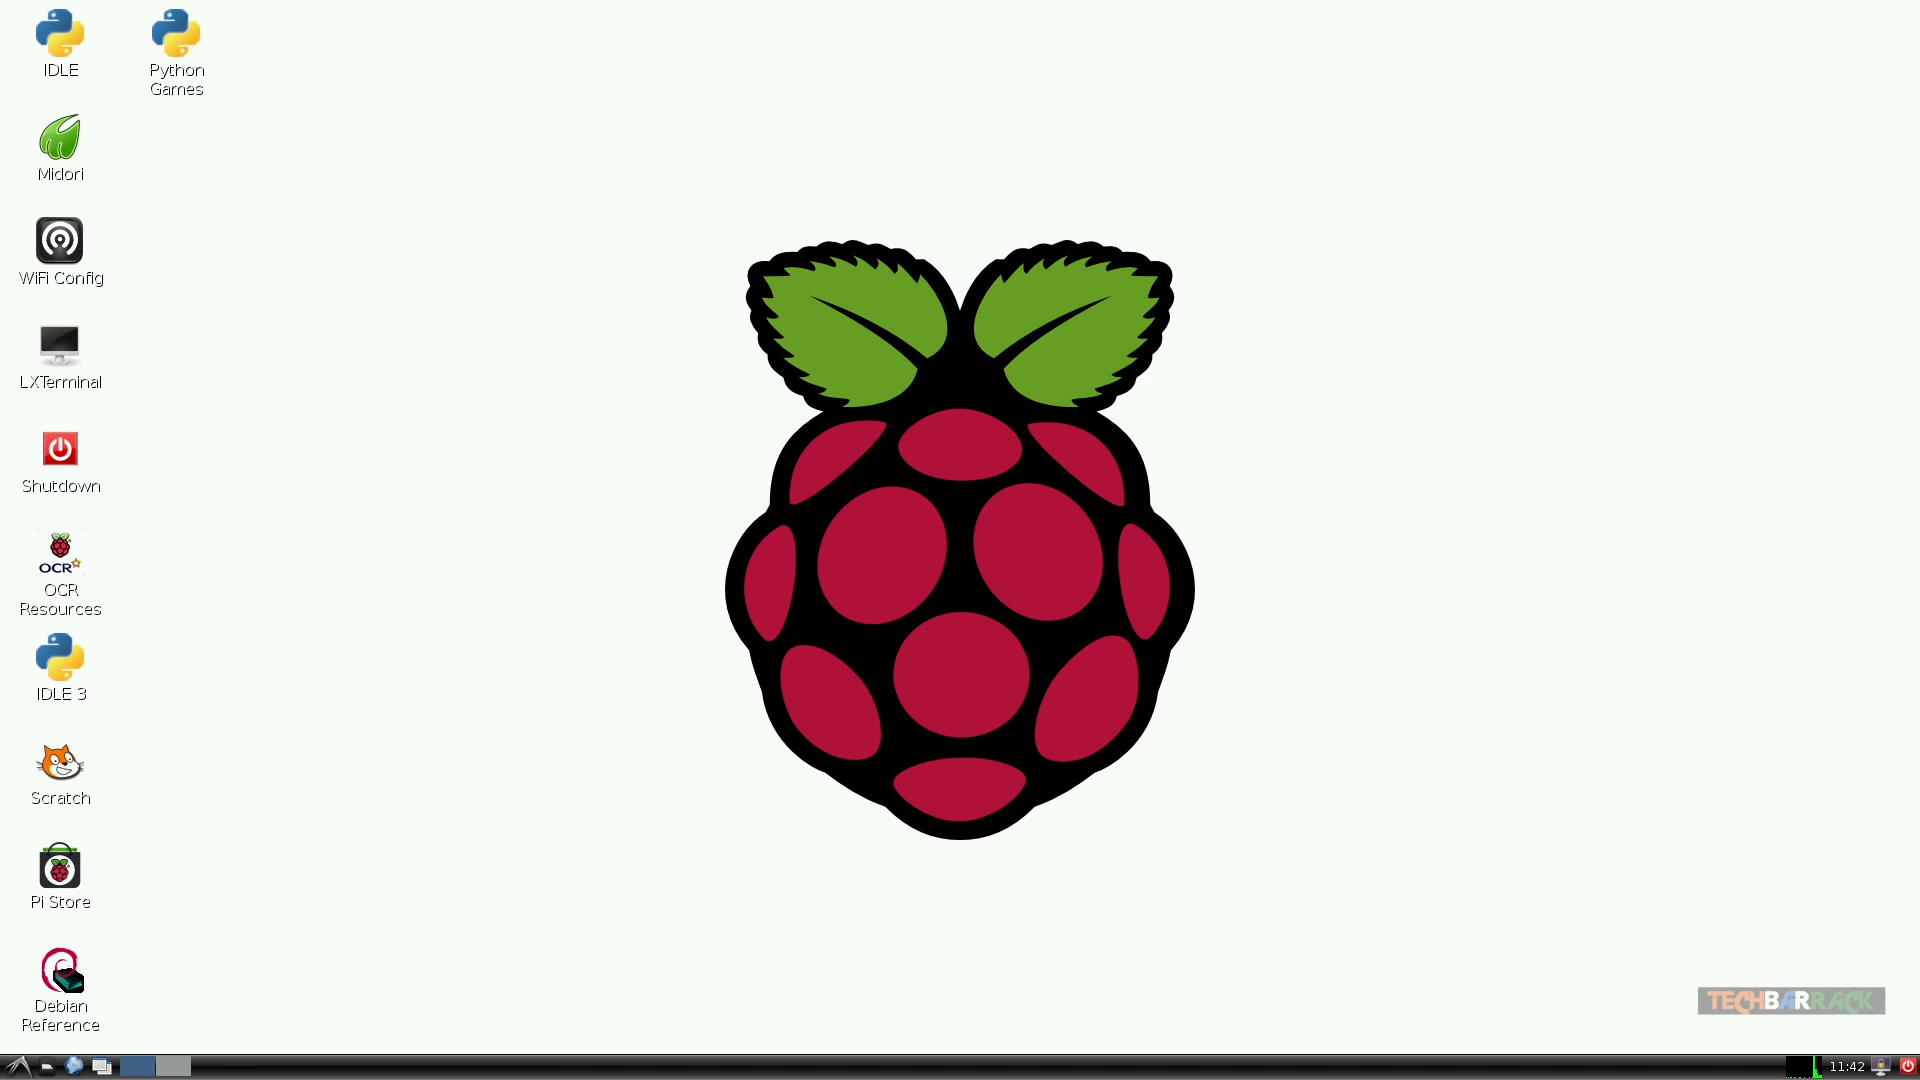 IDLE
Python
Games
Midori
WiFi Config
LXTerminal
Shutdown
OCR
OCR
Resources
IDLE 3
Scratch
Pi Store
Debian
Reference
TECHBARRACK
11:42